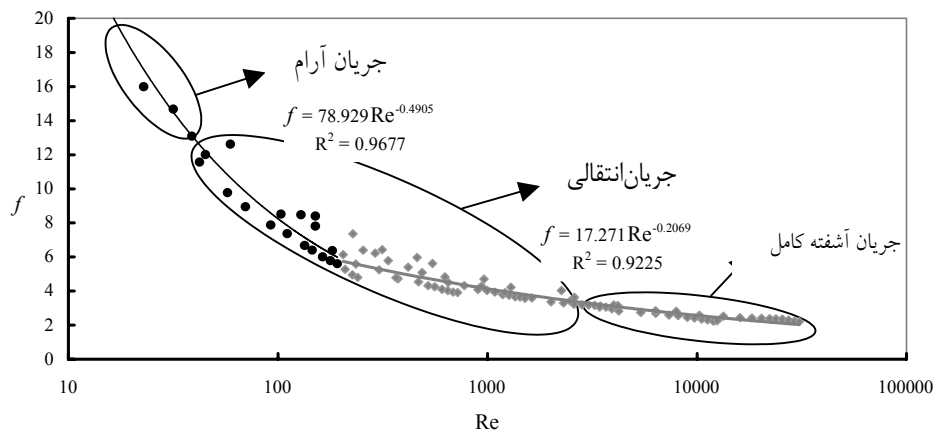 20
18
16
14
12
10
8
6
4
2
0
f
10
100
1000
10000
100000
Re
جریان آرام
f = 78.929Re^-0.4905
R² = 0.9677
جریان‌انتقالی
f = 17.271Re^-0.2069
R² = 0.9225
جریان آشفته کامل